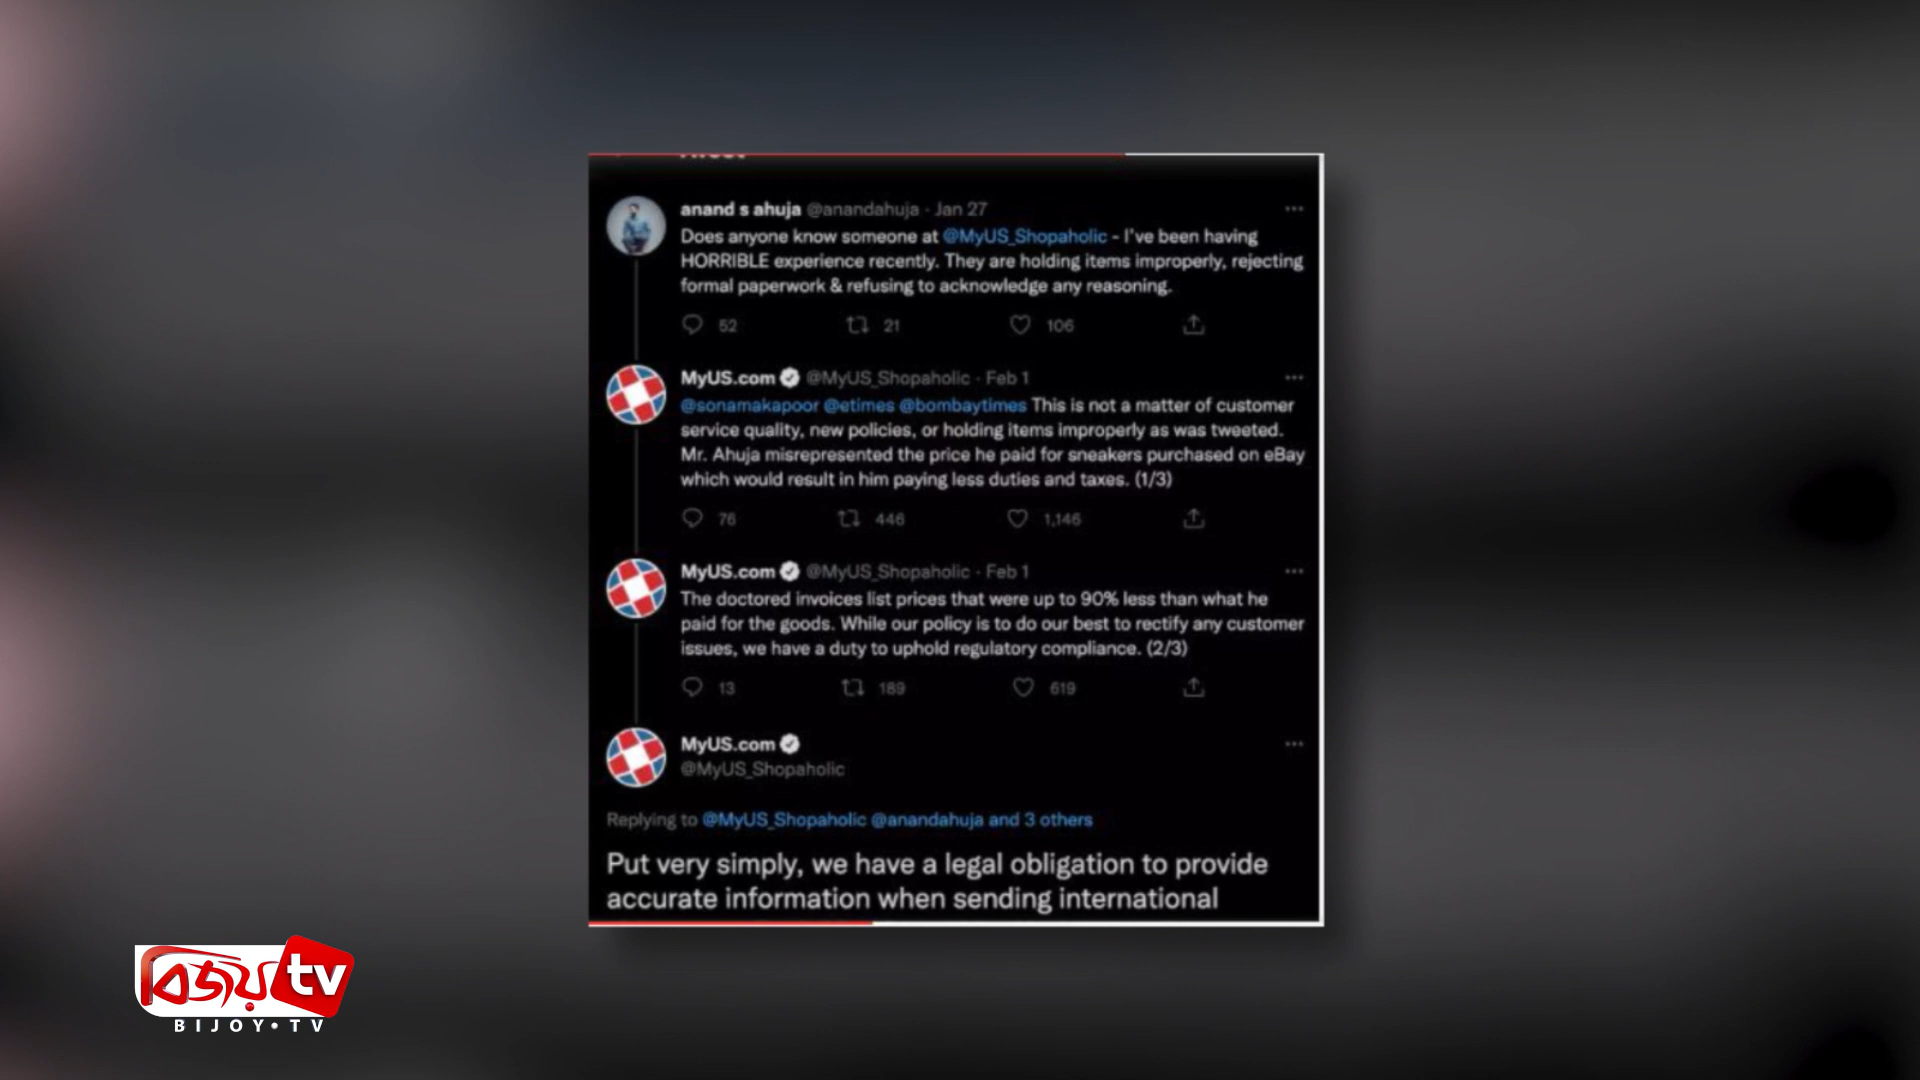 anand s ahuja @anandahuja · Jan 27
Does anyone know someone at @MyUS_Shopaholic - I've been having
HORRIBLE experience recently. They are holding items improperly, rejecting
formal paperwork & refusing to acknowledge any reasoning.
52 21 106
MyUS.com @MyUS_Shopaholic · Feb 1
@sonamakapoor @etimes @bombaytimes This is not a matter of customer
service quality, new policies, or holding items improperly as was tweeted.
Mr. Ahuja misrepresented the price he paid for sneakers purchased on eBay
which would result in him paying less duties and taxes. (1/3)
76 446 1,146
MyUS.com @MyUS_Shopaholic · Feb 1
The doctored invoices list prices that were up to 90% less than what he
paid for the goods. While our policy is to do our best to rectify any customer
issues, we have a duty to uphold regulatory compliance. (2/3)
13 189 619
MyUS.com
@MyUS_Shopaholic
Replying to @MyUS_Shopaholic @anandahuja and 3 others
Put very simply, we have a legal obligation to provide
accurate information when sending international
বিজয় tv
BIJOY•TV